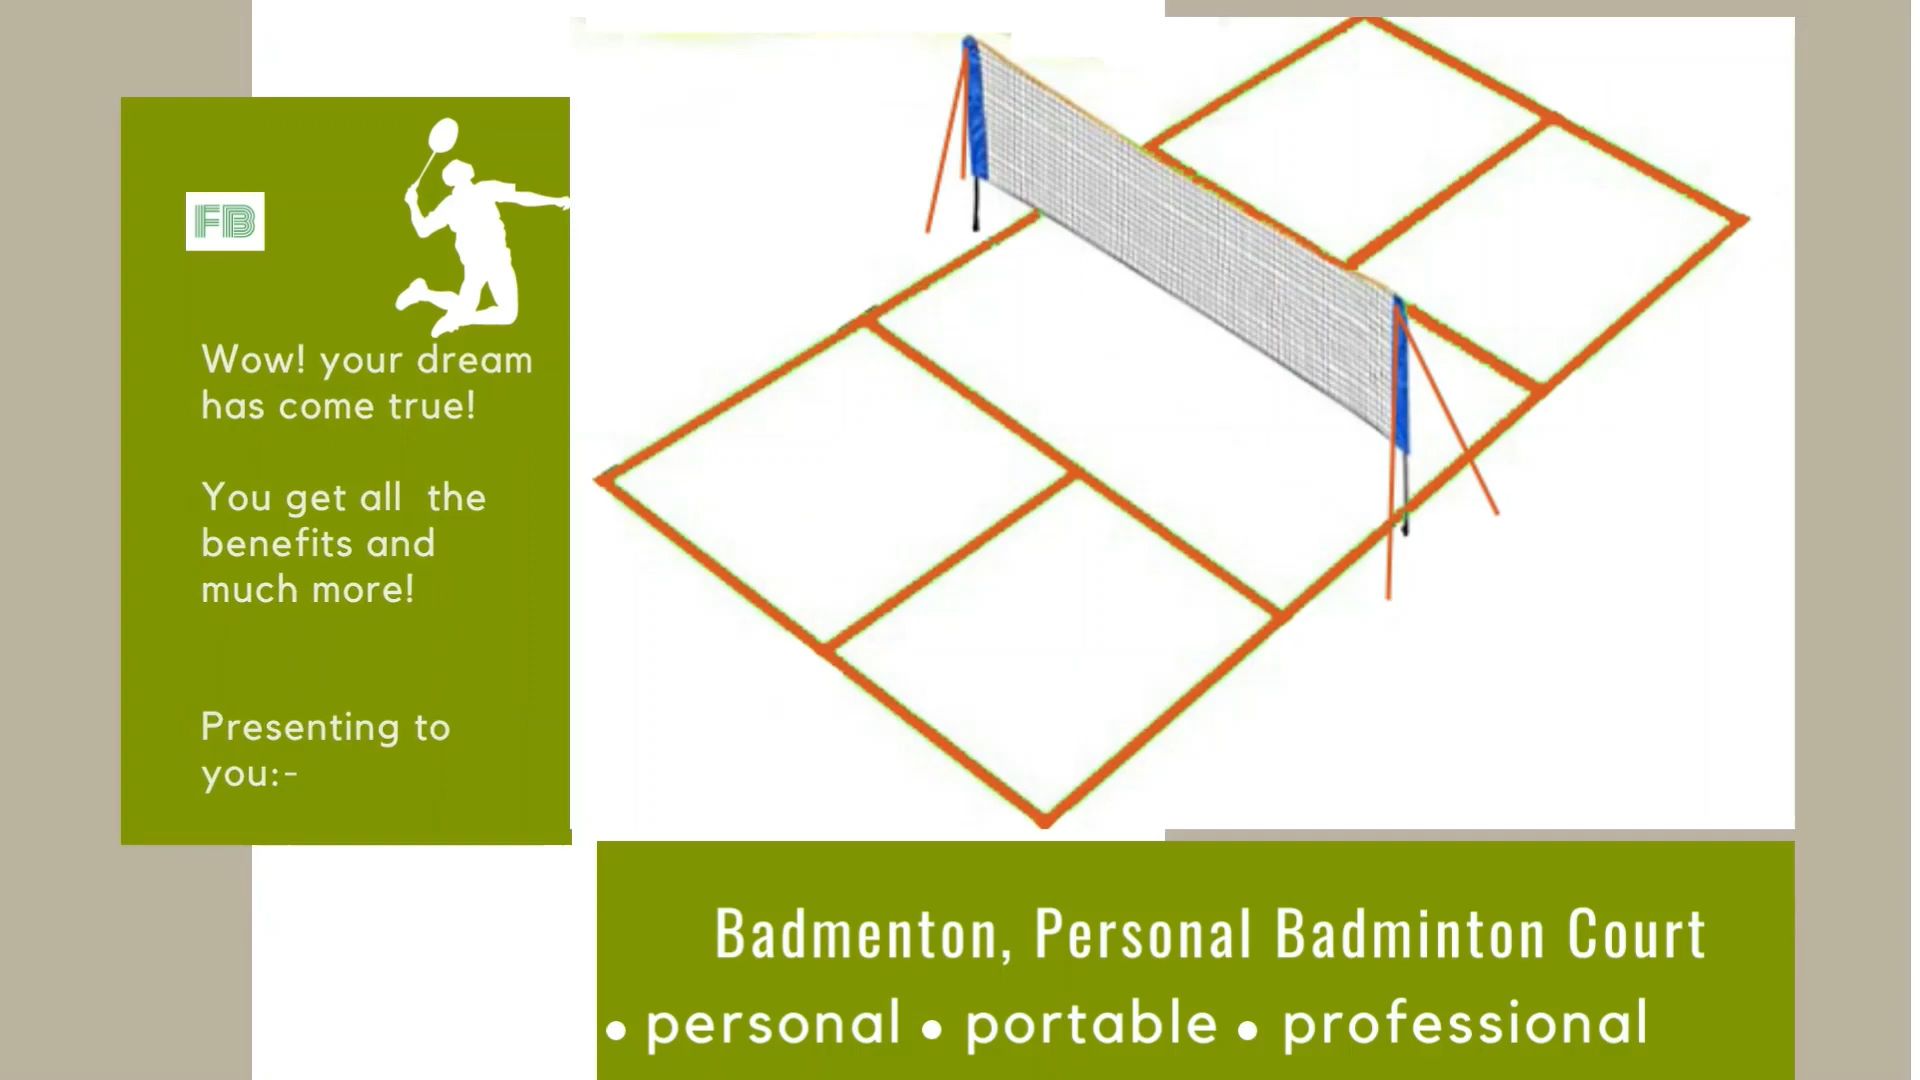 FB
Wow! your dream
has come true!
You get all the
benefits and
much more!
Presenting to
you:-
Badmenton, Personal Badminton Court
• personal • portable • professional